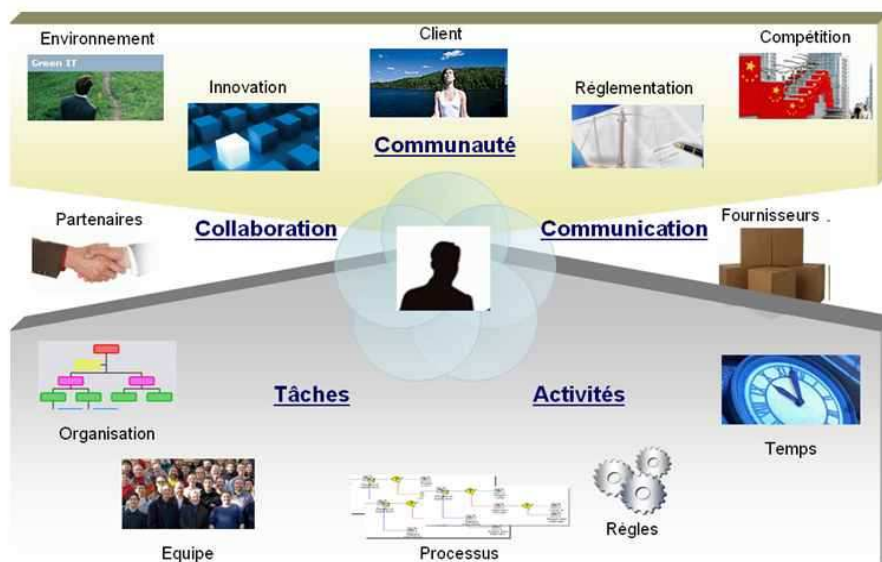 Environnement
Client
Compétition
Green IT
Innovation
Réglementation
Communauté
Partenaires
Collaboration
Communication
Fournisseurs .
Tâches
Activités
Organisation
Temps
Equipe
Processus
Régles